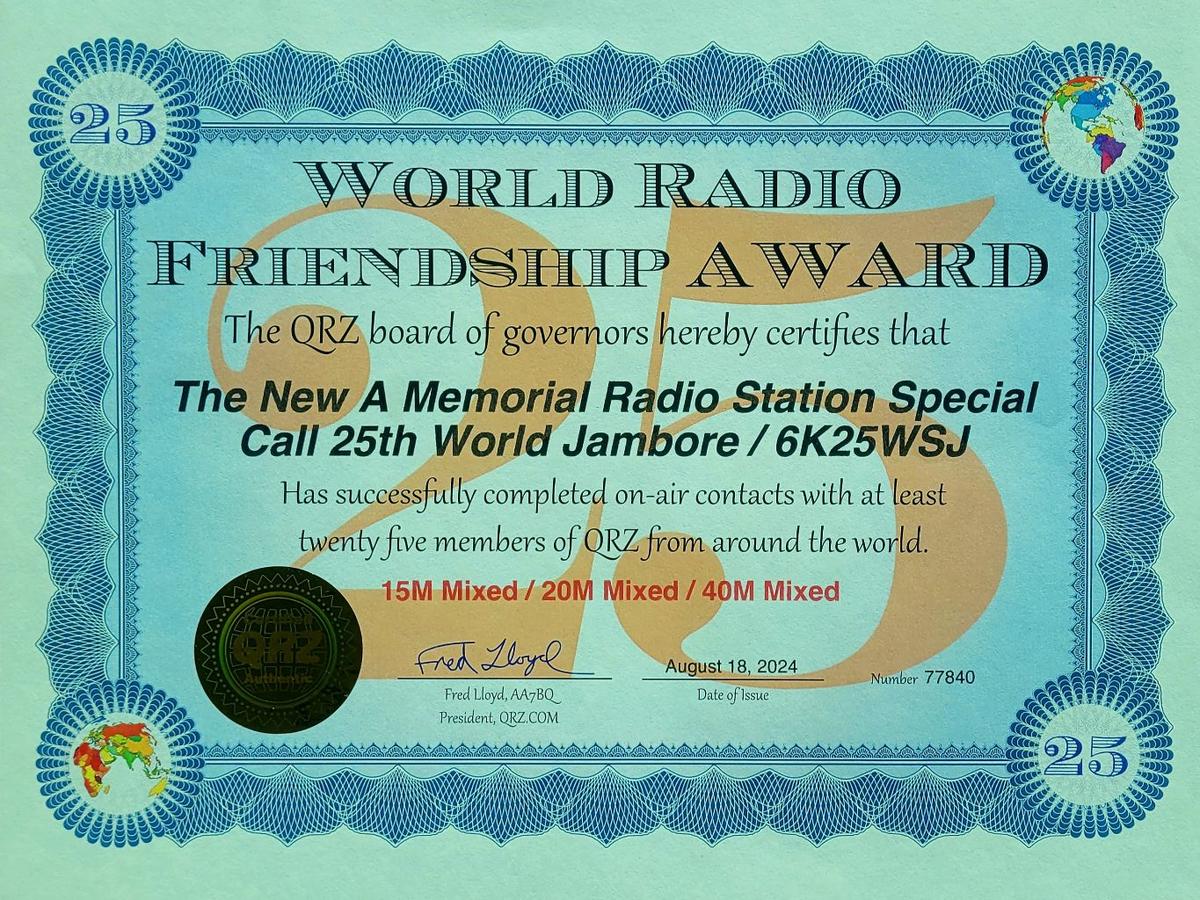 25
World Radio
Friendship Award
The QRZ board of governors hereby certifies that
The New A Memorial Radio Station Special
Call 25th World Jambore / 6K25WSJ
Has successfully completed on-air contacts with at least
twenty five members of QRZ from around the world.
15M Mixed / 20M Mixed / 40M Mixed
25
WORLD
QRZ
Authentic
Fred Lloyd
Fred Lloyd, AA7BQ
President, QRZ.COM
August 18, 2024
Date of Issue
Number 77840
25